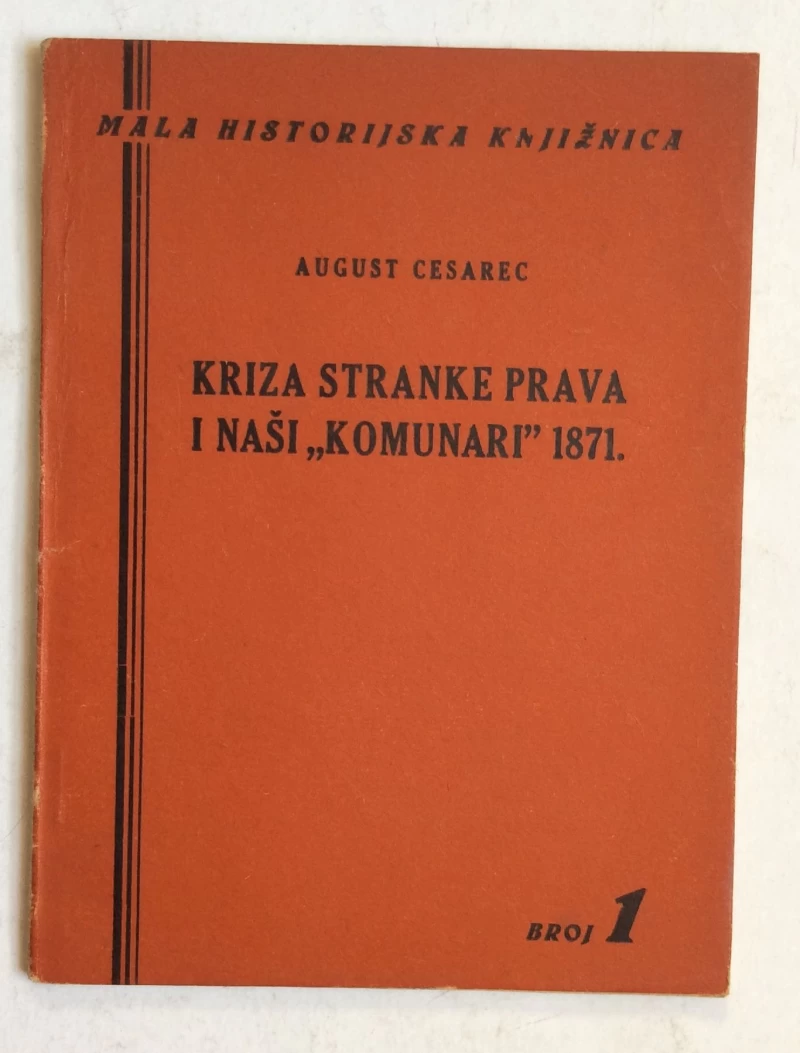 MALA HISTORIJSKA KNJIŽNICA
AUGUST CESAREC
KRIZA STRANKE PRAVA
I NAŠI „KOMUNARI” 1871.
BROJ 1